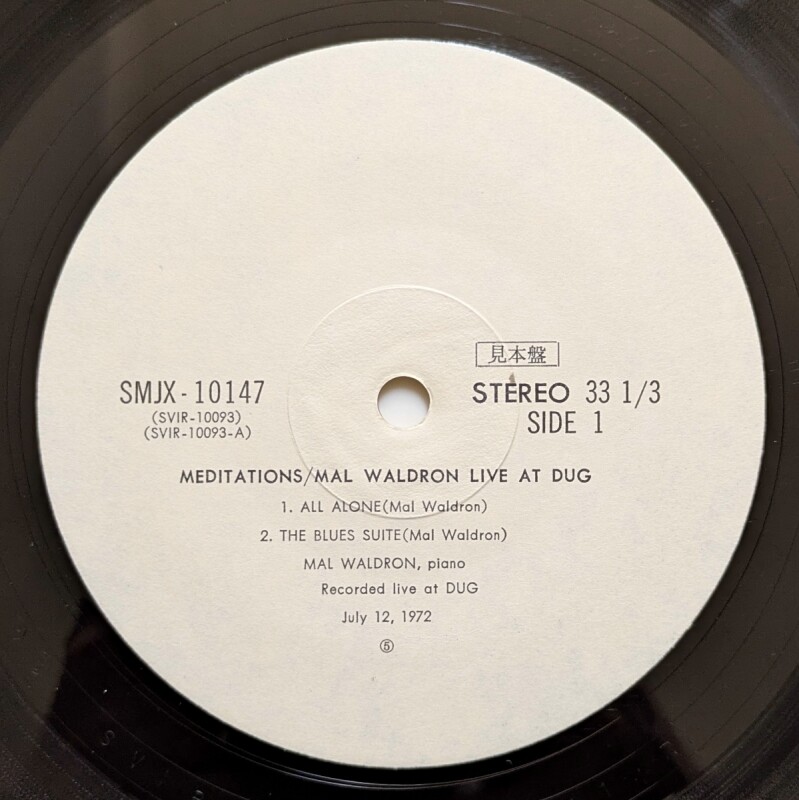 見本盤
SMJX-10147
STEREO 33 1/3
(SVIR-10093)
SIDE 1
(SVIR-10093-A)
MEDITATIONS/MAL WALDRON LIVE AT DUG
1. ALL ALONE(Mal Waldron)
2. THE BLUES SUITE(Mal Waldron)
MAL WALDRON, piano
Recorded live at DUG
July 12, 1972
⑤